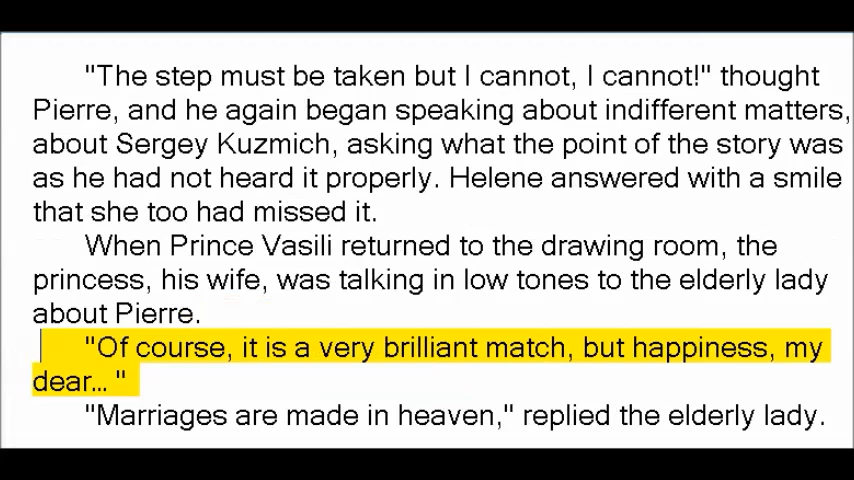 "The step must be taken but I cannot, I cannot!" thought
Pierre, and he again began speaking about indifferent matters,
about Sergey Kuzmich, asking what the point of the story was
as he had not heard it properly. Helene answered with a smile
that she too had missed it.
When Prince Vasili returned to the drawing room, the
princess, his wife, was talking in low tones to the elderly lady
about Pierre.
"Of course, it is a very brilliant match, but happiness, my
dear... "
"Marriages are made in heaven," replied the elderly lady.